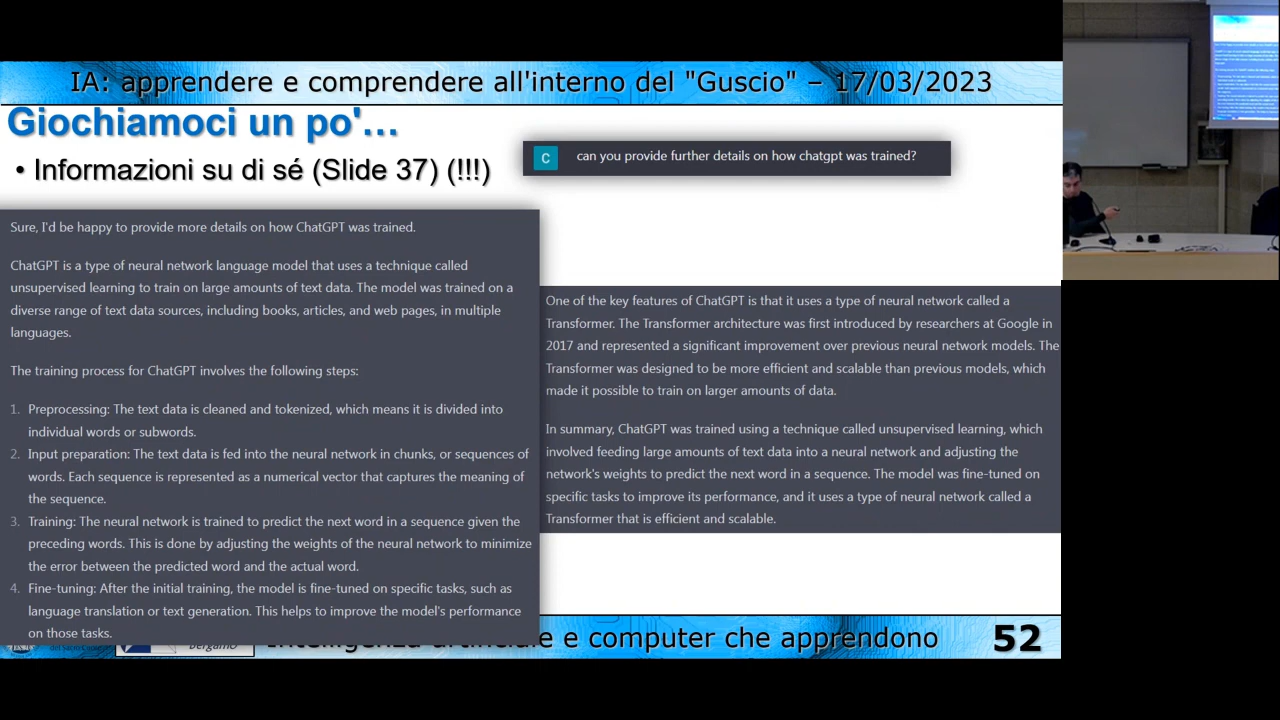 IA: apprendere e comprendere all'interno del "Guscio" – 17/03/2023
Giochiamoci un po'...
• Informazioni su di sé (Slide 37) (!!!)
C can you provide further details on how chatgpt was trained?
Sure, I'd be happy to provide more details on how ChatGPT was trained.
ChatGPT is a type of neural network language model that uses a technique called
unsupervised learning to train on large amounts of text data. The model was trained on a
diverse range of text data sources, including books, articles, and web pages, in multiple
languages.
The training process for ChatGPT involves the following steps:
1. Preprocessing: The text data is cleaned and tokenized, which means it is divided into
individual words or subwords.
2. Input preparation: The text data is fed into the neural network in chunks, or sequences of
words. Each sequence is represented as a numerical vector that captures the meaning of
the sequence.
3. Training: The neural network is trained to predict the next word in a sequence given the
preceding words. This is done by adjusting the weights of the neural network to minimize
the error between the predicted word and the actual word.
4. Fine-tuning: After the initial training, the model is fine-tuned on specific tasks, such as
language translation or text generation. This helps to improve the model's performance
on those tasks.
One of the key features of ChatGPT is that it uses a type of neural network called a
Transformer. The Transformer architecture was first introduced by researchers at Google in
2017 and represented a significant improvement over previous neural network models. The
Transformer was designed to be more efficient and scalable than previous models, which
made it possible to train on larger amounts of data.
In summary, ChatGPT was trained using a technique called unsupervised learning, which
involved feeding large amounts of text data into a neural network and adjusting the
network's weights to predict the next word in a sequence. The model was fine-tuned on
specific tasks to improve its performance, and it uses a type of neural network called a
Transformer that is efficient and scalable.
Bergamo
e computer che apprendono
52